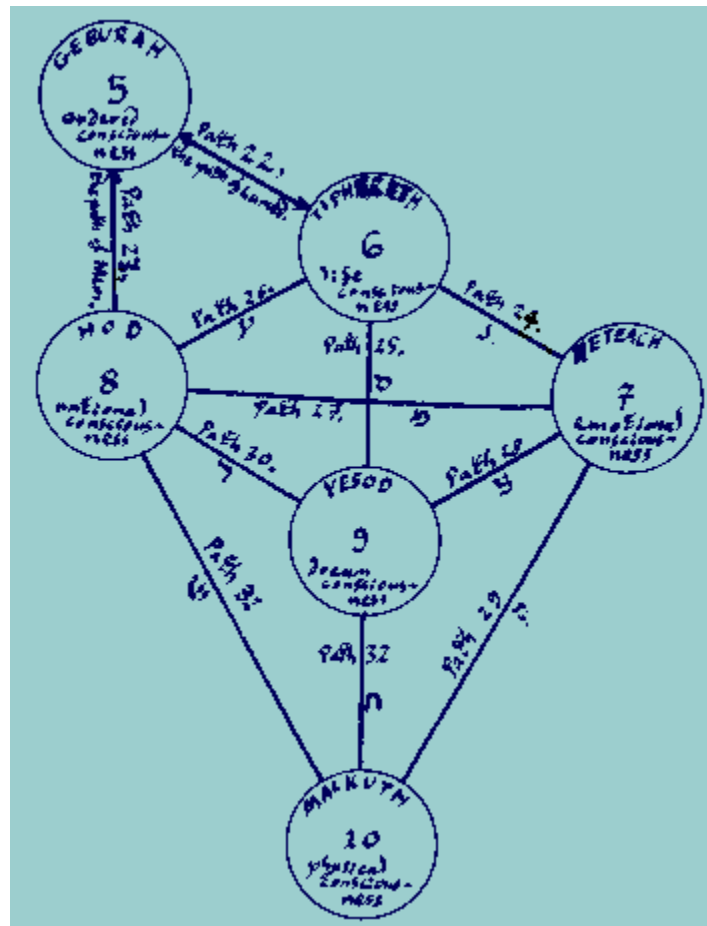 GEBURAH
5
ordered
conscious-
ness
Path 22.
the path of Lamed.
Path 23.
the path of Mem.
TIPHERETH
6
life
conscious-
ness
Path 24.
Path 26.
Path 25.
HOD
8
rational
conscious-
ness
NETZACH
7
Emotional
conscious-
ness
Path 27.
פ
Path 30.
Path 28
צ
YESOD
9
Dream
conscious-
ness
Path 31
ש
Path 29
Path 32
ת
MALKUTH
10
physical
conscious-
ness